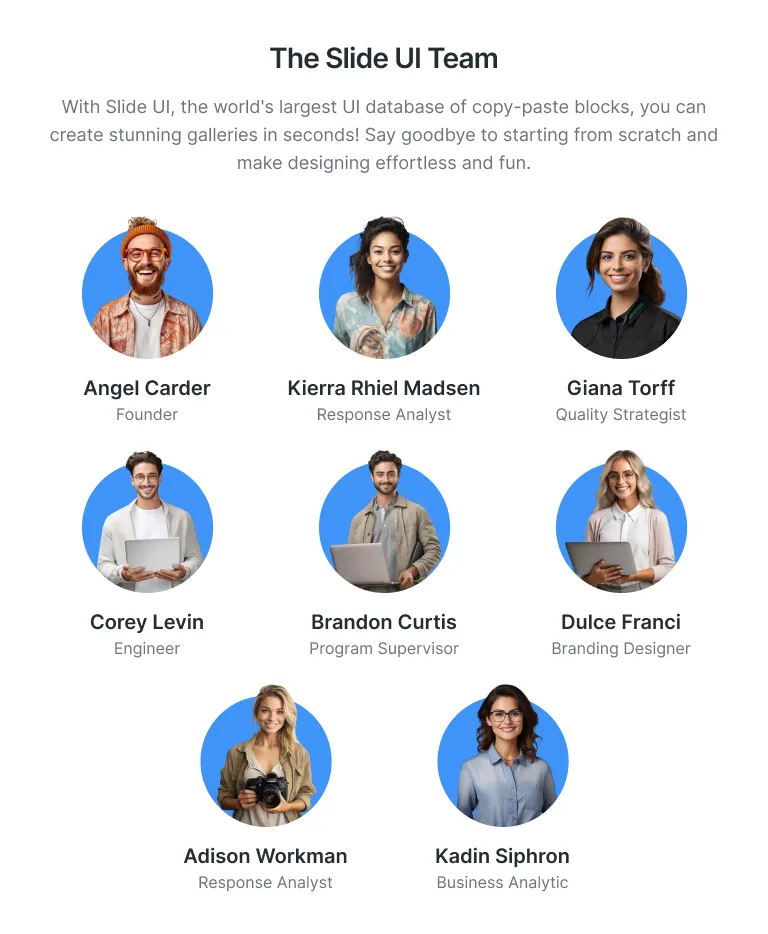 The Slide UI Team
With Slide UI, the world's largest UI database of copy-paste blocks, you can
create stunning galleries in seconds! Say goodbye to starting from scratch and
make designing effortless and fun.
Angel Carder
Founder
Kierra Rhiel Madsen
Response Analyst
Giana Torff
Quality Strategist
Corey Levin
Engineer
Brandon Curtis
Program Supervisor
Dulce Franci
Branding Designer
Adison Workman
Response Analyst
Kadin Siphron
Business Analytic